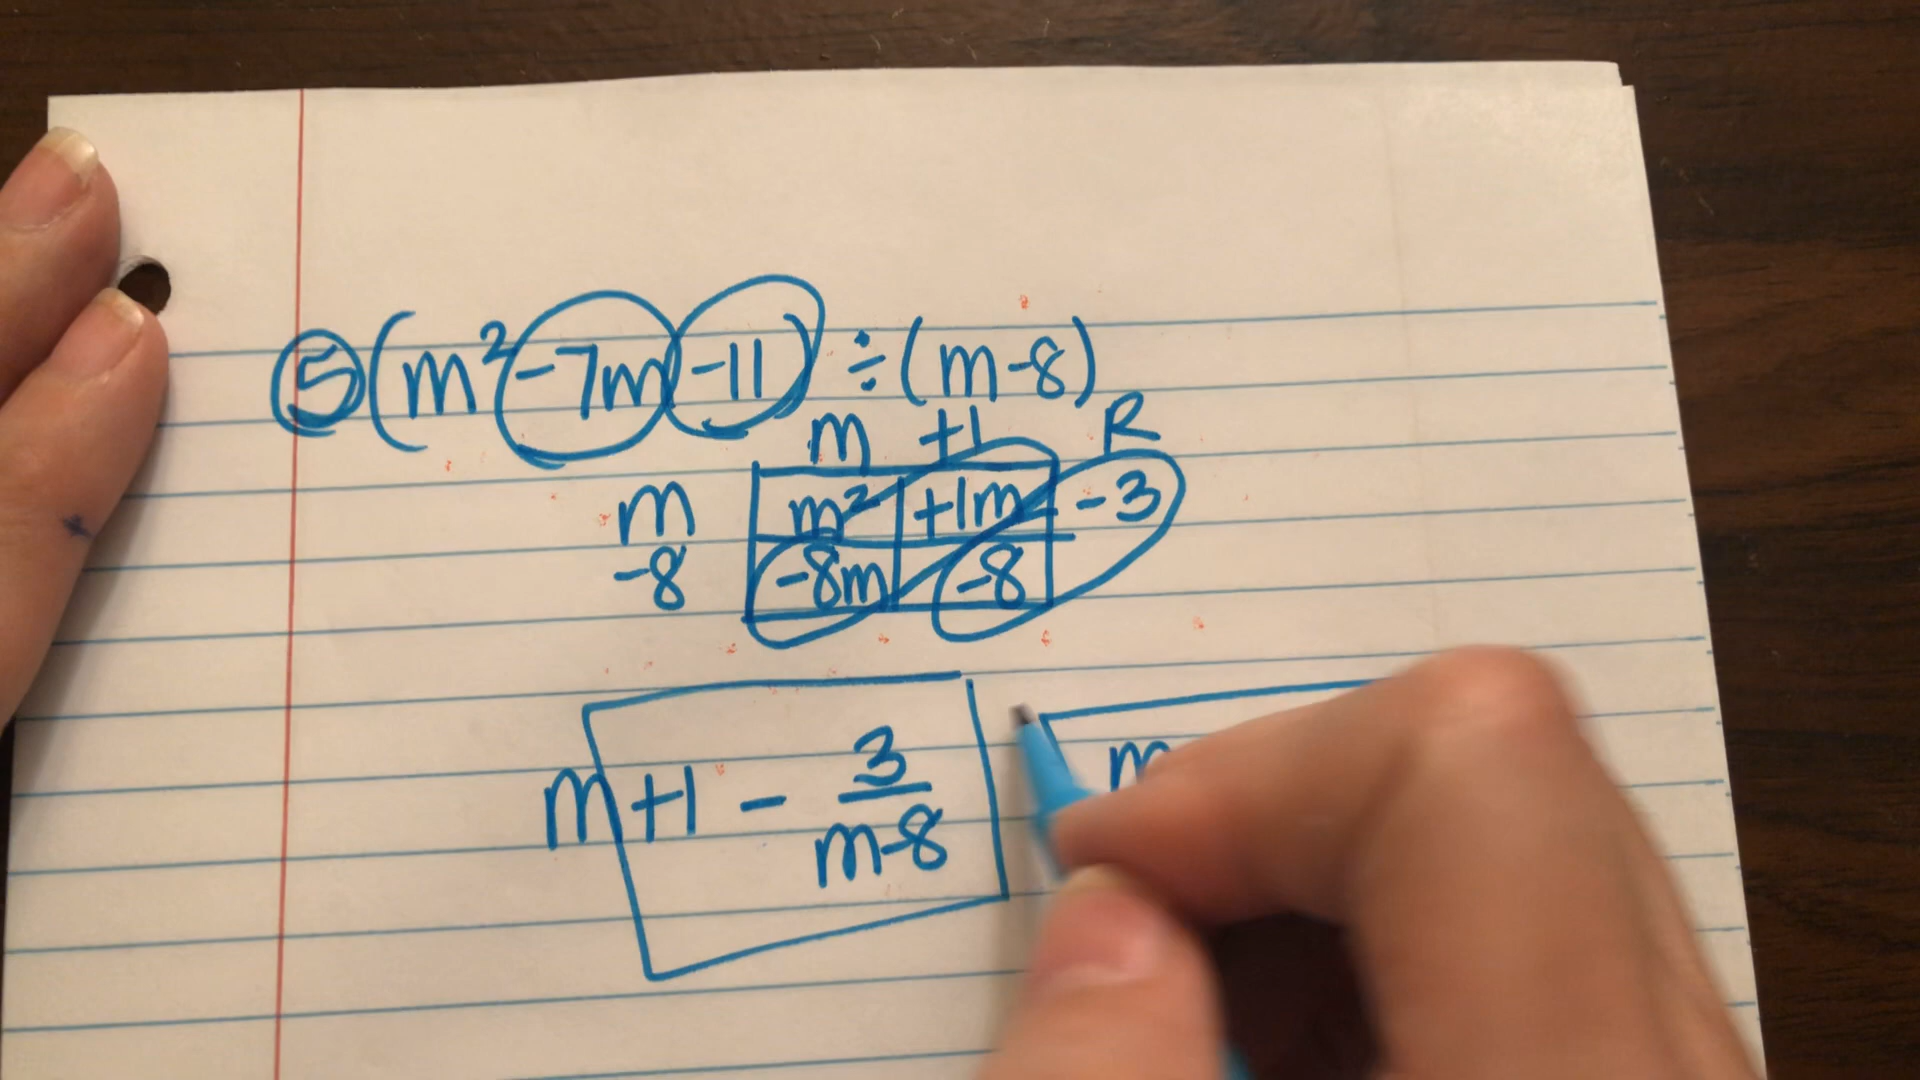 5 (m² -7m -11) ÷ (m-8)
m +1 R
m m² +1m -3
-8 -8m -8
m+1 - 3/(m-8) m